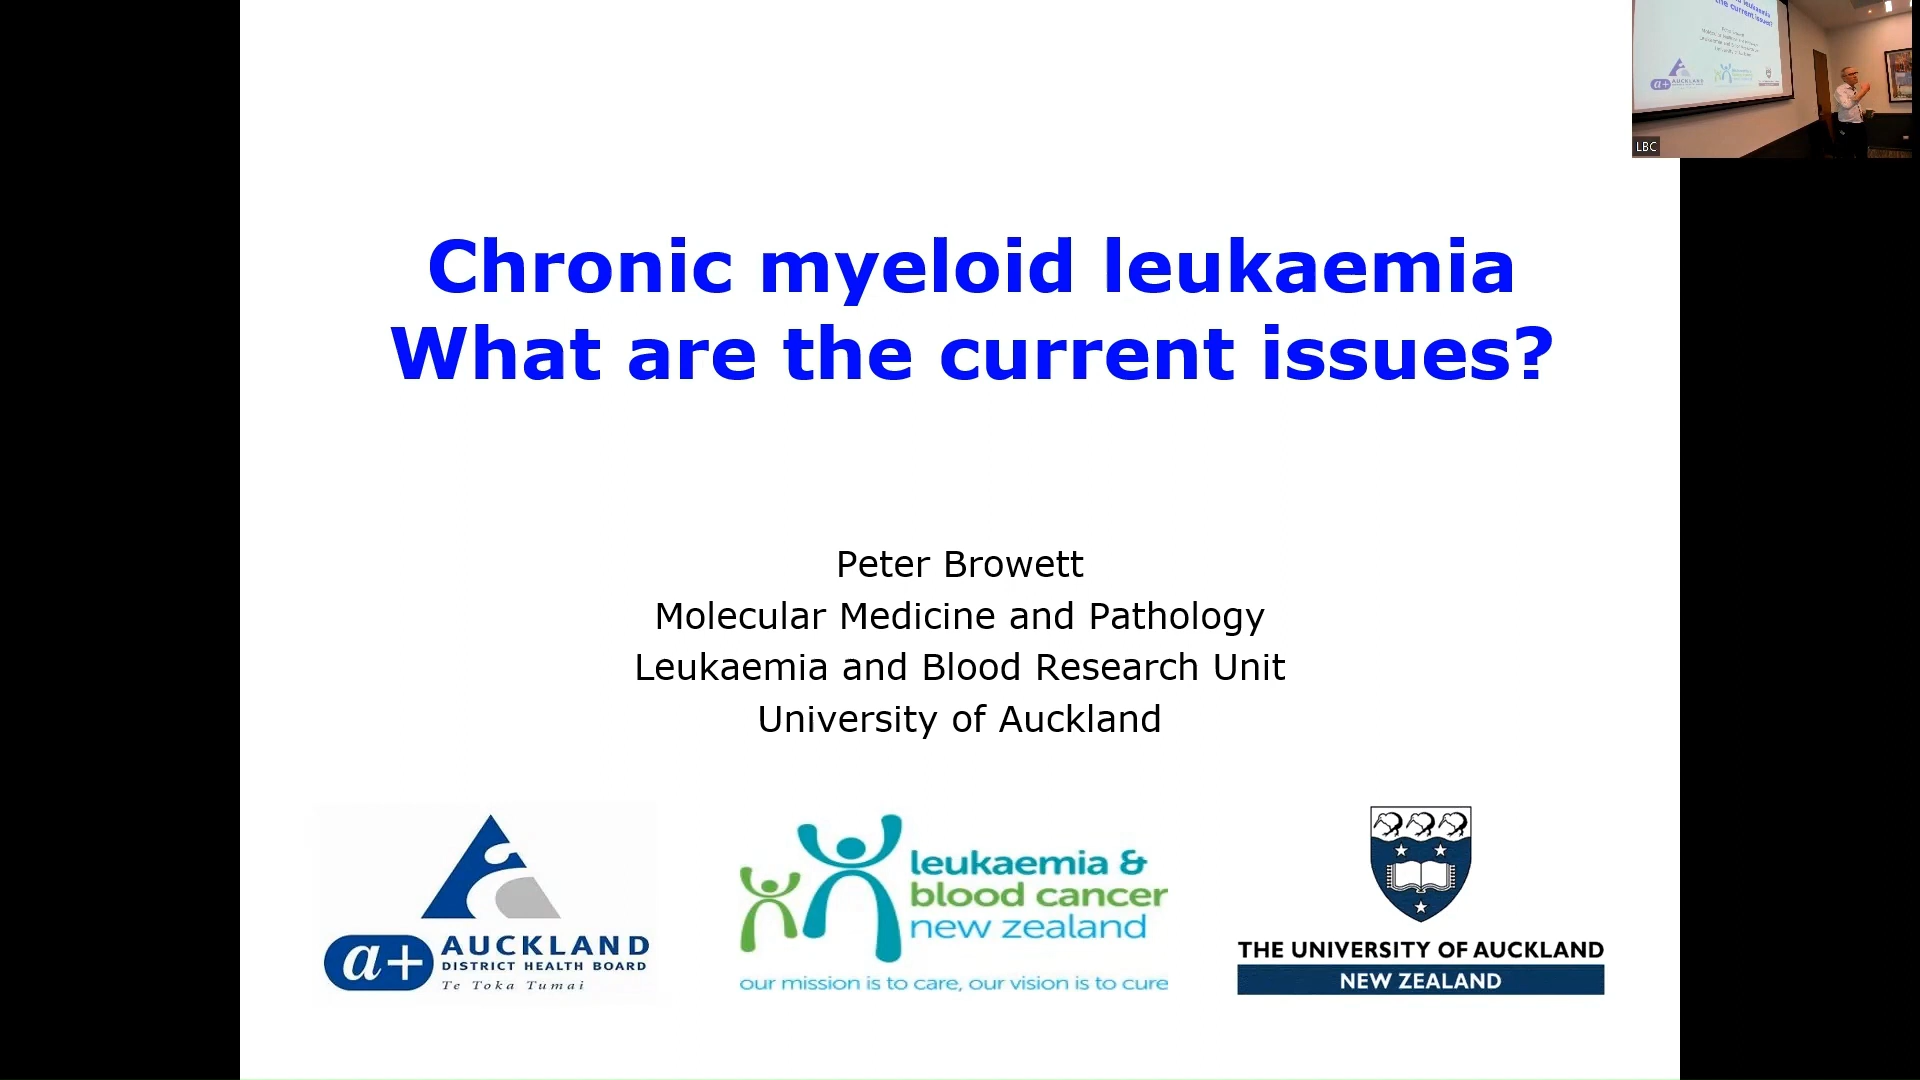 Chronic myeloid leukaemia
What are the current issues?
Peter Browett
Molecular Medicine and Pathology
Leukaemia and Blood Research Unit
University of Auckland
a+ AUCKLAND
DISTRICT HEALTH BOARD
Te Toka Tumai
leukaemia &
blood cancer
new zealand
our mission is to care, our vision is to cure
THE UNIVERSITY OF AUCKLAND
NEW ZEALAND
LBC